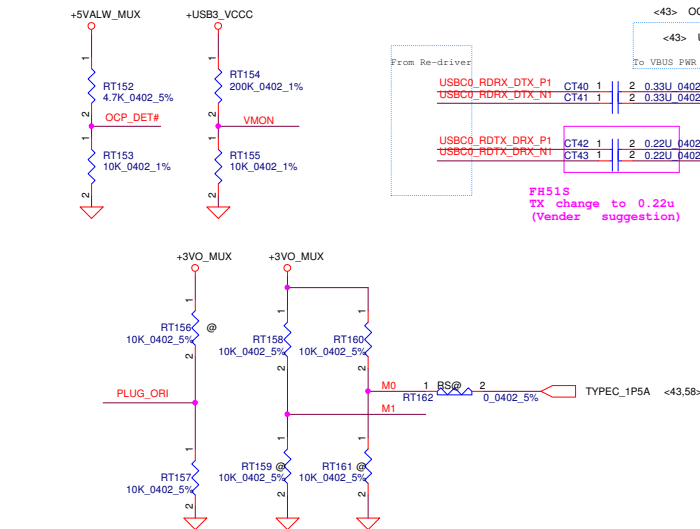 +5VALW_MUX
+USB3_VCCC
<43>
<43>
1
RT152
4.7K_0402_5%
2
OCP_DET#
1
RT153
10K_0402_1%
2
1
RT154
200K_0402_1%
2
VMON
1
RT155
10K_0402_1%
2
From Re-driver
To VBUS PWR
USBC0_RDRX_DTX_P1 CT40 1 2 0.33U_0402
USBC0_RDRX_DTX_N1 CT41 1 2 0.33U_0402
USBC0_RDTX_DRX_P1 CT42 1 2 0.22U_0402
USBC0_RDTX_DRX_N1 CT43 1 2 0.22U_0402
FH51S
TX change to 0.22u
(Vender suggestion)
+3VO_MUX
+3VO_MUX
1
RT156 @
10K_0402_5%
2
PLUG_ORI
1
RT157
10K_0402_5%
2
1
RT158
10K_0402_5%
2
1
RT160
10K_0402_5%
2
M0 1 RS@ 2
RT162 0_0402_5%
TYPEC_1P5A <43,58>
M1
1
RT159 @
10K_0402_5%
2
1
RT161 @
10K_0402_5%
2